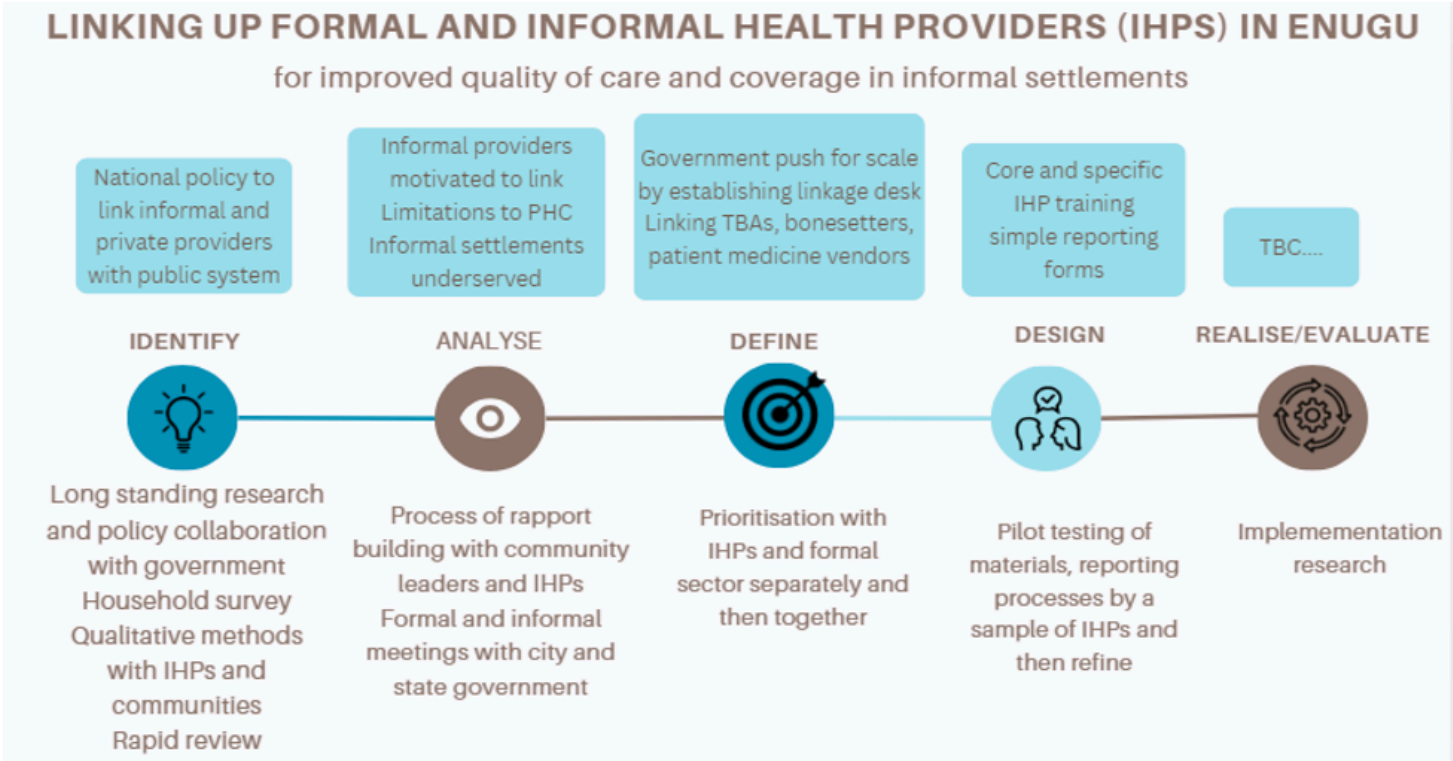 LINKING UP FORMAL AND INFORMAL HEALTH PROVIDERS (IHPS) IN ENUGU
for improved quality of care and coverage in informal settlements
National policy to
link informal and
private providers
with public system
Informal providers
motivated to link
Limitations to PHC
Informal settlements
underserved
Government push for scale
by establishing linkage desk
Linking TBAs, bonesetters,
patient medicine vendors
Core and specific
IHP training
simple reporting
forms
TBC....
IDENTIFY
ANALYSE
DEFINE
DESIGN
REALISE/EVALUATE
Long standing research
and policy collaboration
with government
Household survey
Qualitative methods
with IHPs and
communities
Rapid review
Process of rapport
building with community
leaders and IHPs
Formal and informal
meetings with city and
state government
Prioritisation with
IHPs and formal
sector separately and
then together
Pilot testing of
materials, reporting
processes by a
sample of IHPs and
then refine
Implemementation
research